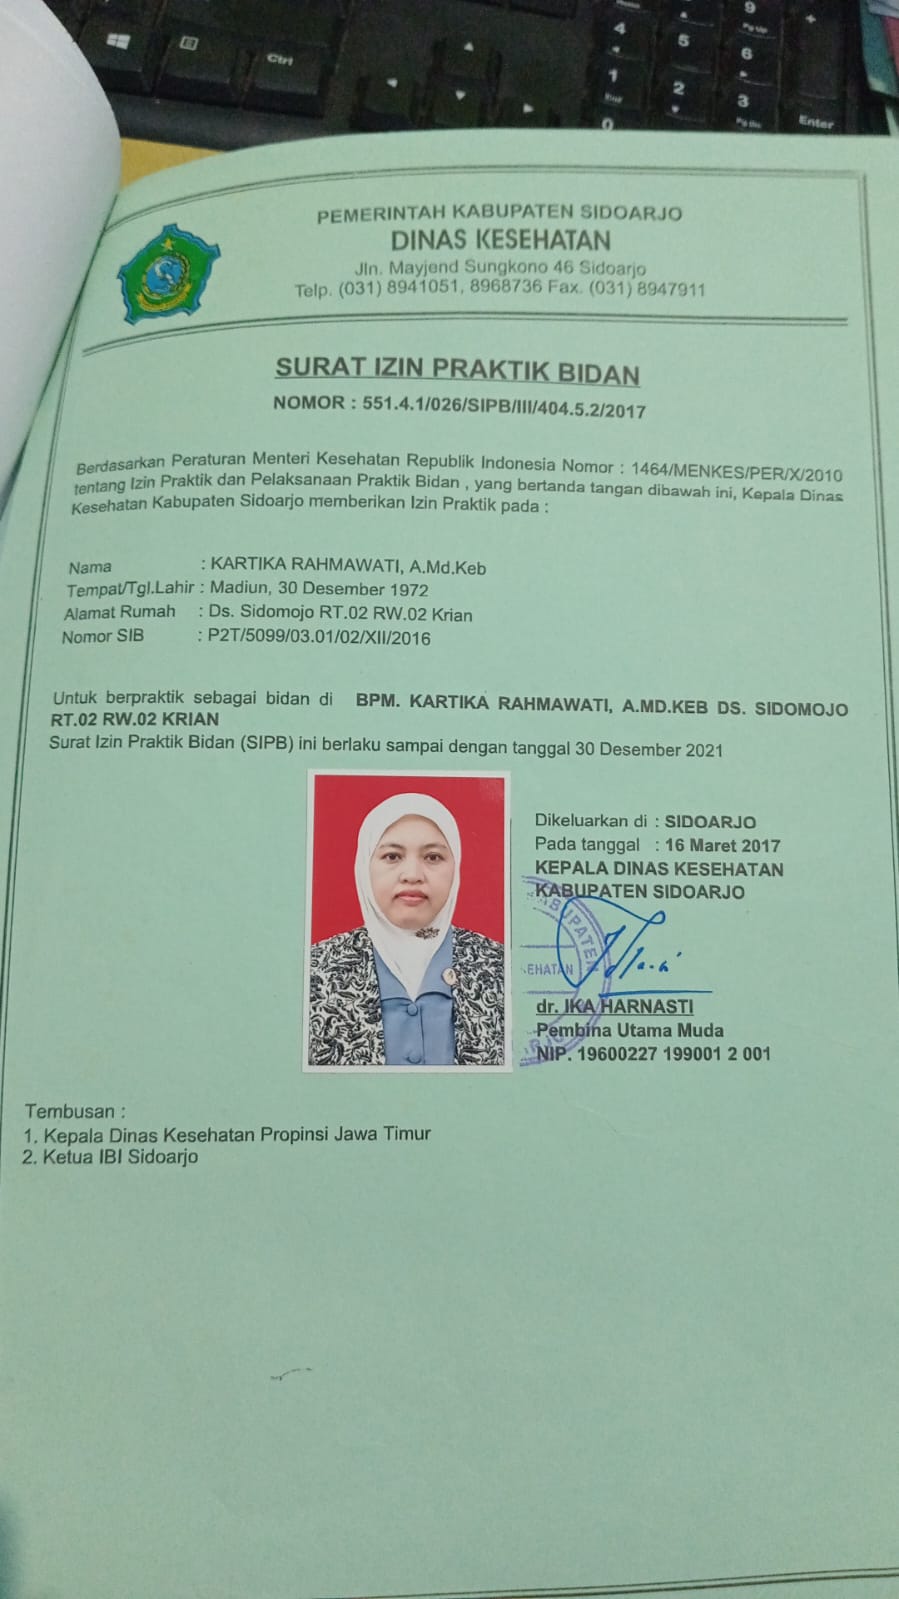 Ctrl
4
5
9
Pg Up
6
+
1
End
2
3
0
Enter
PEMERINTAH KABUPATEN SIDOARJO
DINAS KESEHATAN
Jln. Mayjend Sungkono 46 Sidoarjo
Telp. (031) 8941051, 8968736 Fax. (031) 8947911
SURAT IZIN PRAKTIK BIDAN
NOMOR : 551.4.1/026/SIPB/III/404.5.2/2017
Berdasarkan Peraturan Menteri Kesehatan Republik Indonesia Nomor : 1464/MENKES/PER/X/2010
tentang Izin Praktik dan Pelaksanaan Praktik Bidan , yang bertanda tangan dibawah ini, Kepala Dinas
Kesehatan Kabupaten Sidoarjo memberikan Izin Praktik pada :
Nama : KARTIKA RAHMAWATI, A.Md.Keb
Tempat/Tgl.Lahir : Madiun, 30 Desember 1972
Alamat Rumah : Ds. Sidomojo RT.02 RW.02 Krian
Nomor SIB : P2T/5099/03.01/02/XII/2016
Untuk berpraktik sebagai bidan di BPM. KARTIKA RAHMAWATI, A.MD.KEB DS. SIDOMOJO
RT.02 RW.02 KRIAN
Surat Izin Praktik Bidan (SIPB) ini berlaku sampai dengan tanggal 30 Desember 2021
Dikeluarkan di : SIDOARJO
Pada tanggal : 16 Maret 2017
KEPALA DINAS KESEHATAN
KABUPATEN SIDOARJO
KABUPATEN
EHATAN
dr. IKA HARNASTI
Pembina Utama Muda
NIP. 19600227 199001 2 001
Tembusan :
1. Kepala Dinas Kesehatan Propinsi Jawa Timur
2. Ketua IBI Sidoarjo